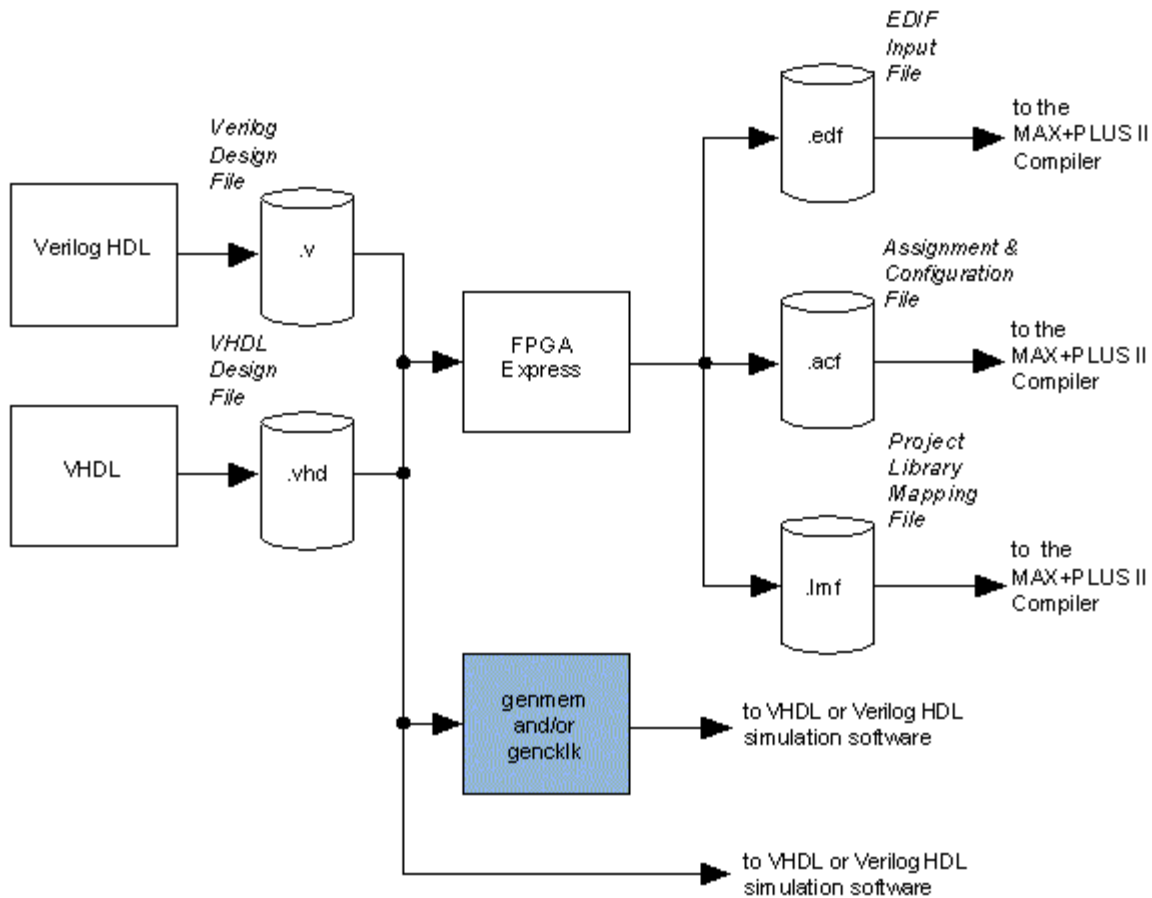 EDIF
Input
File
.edf
to the
MAX+PLUS II
Compiler
Verilog
Design
File
Verilog HDL
.v
Assignment &
Configuration
File
FPGA
Express
.acf
to the
MAX+PLUS II
Compiler
VHDL
Design
File
VHDL
.vhd
Project
Library
Mapping
File
.lmf
to the
MAX+PLUS II
Compiler
genmem
and/or
gencklk
to VHDL or Verilog HDL
simulation software
to VHDL or Verilog HDL
simulation software